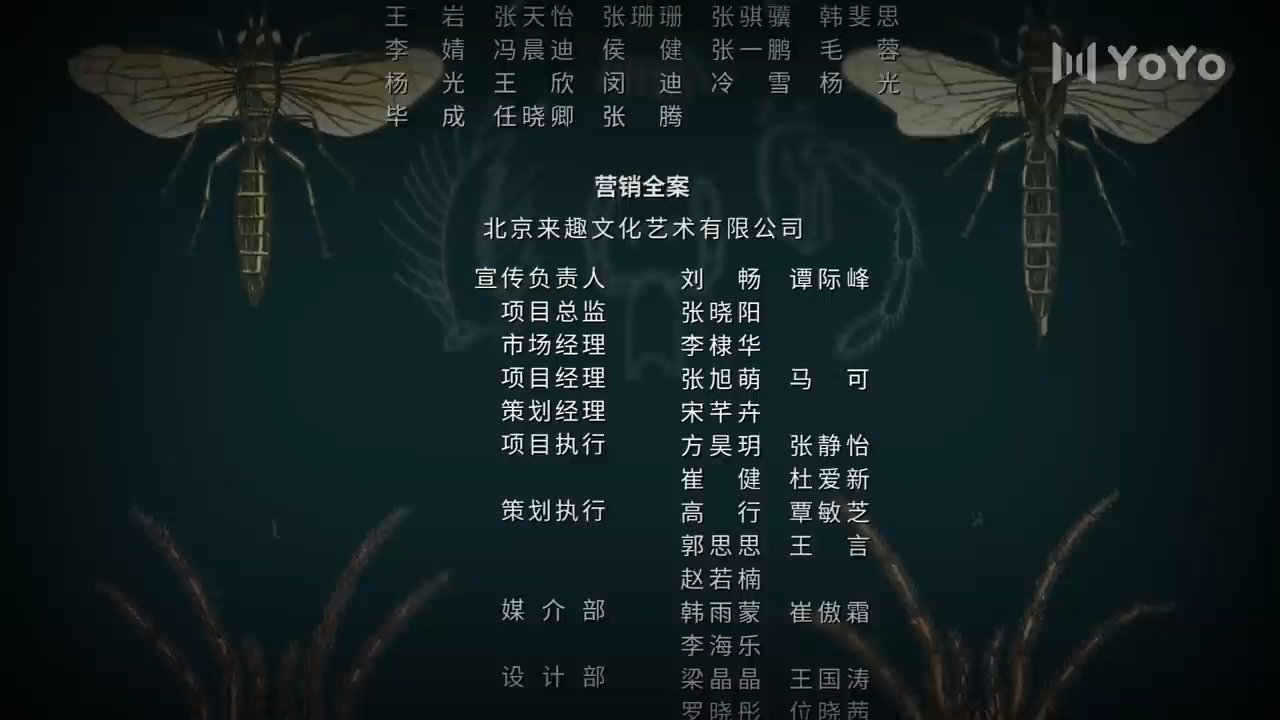 王 岩 张天怡 张珊珊 张骐骥 韩斐思
李 婧 冯晨迪 侯 健 张一鹏 毛 蓉
YoYo
杨 光 王 欣 闵 迪 冷 雪 杨 光
毕 成 任晓卿 张 腾
营销全案
北京来趣文化艺术有限公司
宣传负责人 刘 畅 谭际峰
项目总监 张晓阳
市场经理 李棣华
项目经理 张旭萌 马 可
策划经理 宋芊卉
项目执行 方昊玥 张静怡
崔 健 杜爱新
策划执行 高 行 覃敏芝
郭思思 王 言
赵若楠
媒介部 韩雨蒙 崔傲霜
李海乐
设计部 梁晶晶 王国涛
罗晓彤 位晓茜